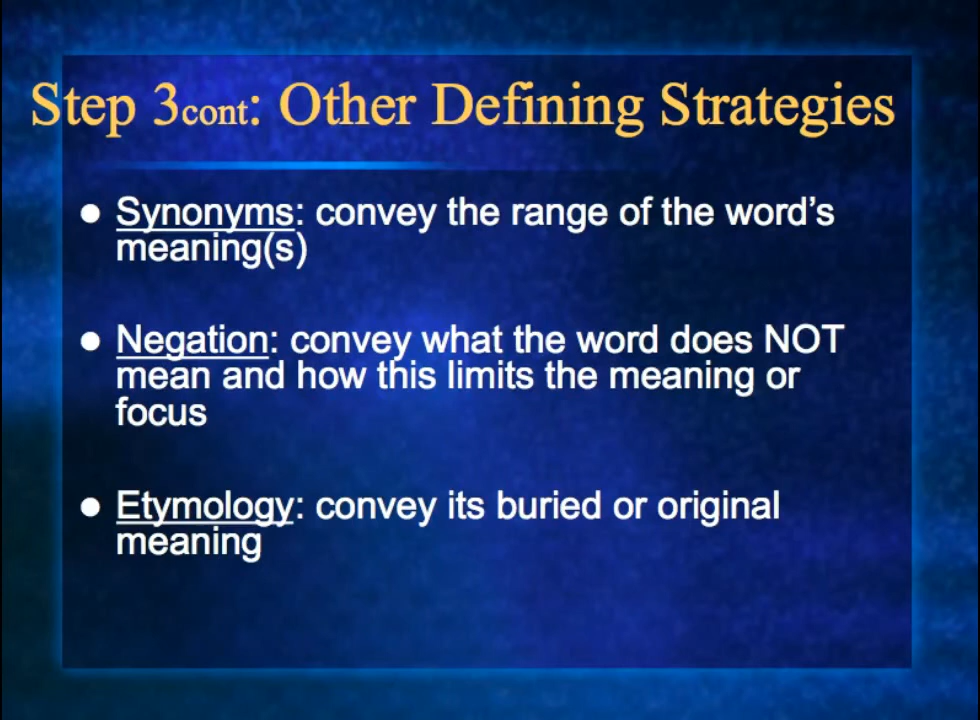 Step 3cont: Other Defining Strategies
● Synonyms: convey the range of the word’s
meaning(s)
● Negation: convey what the word does NOT
mean and how this limits the meaning or
focus
● Etymology: convey its buried or original
meaning